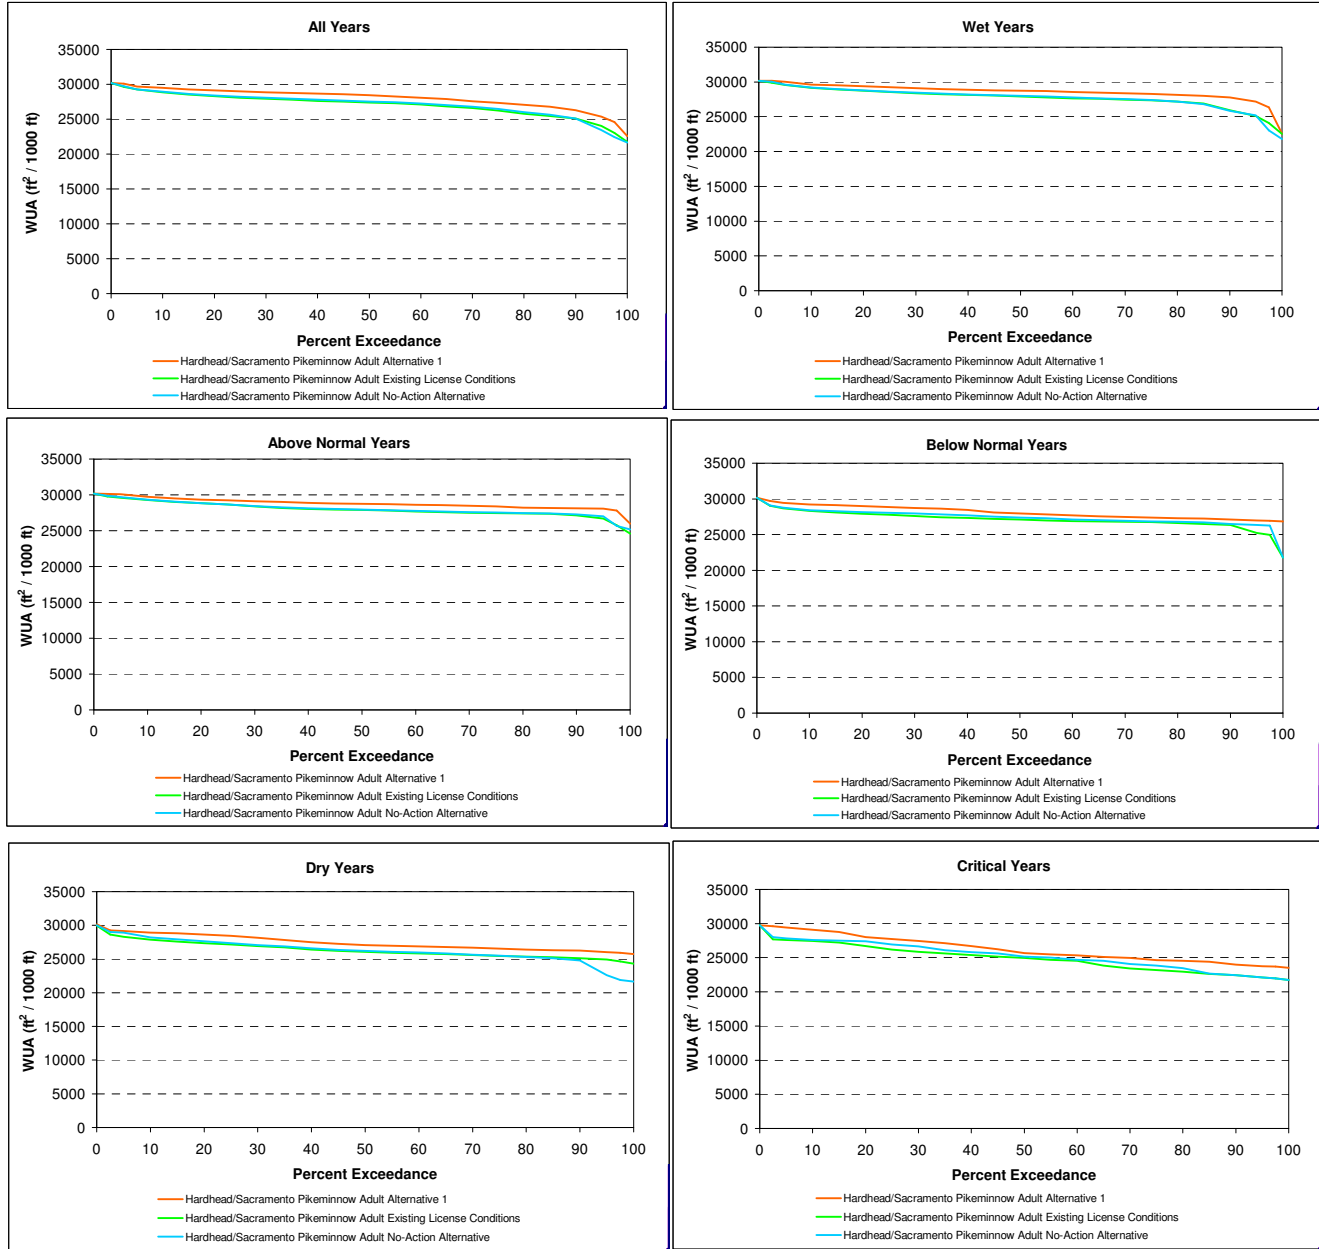 All Years
35000
30000
25000
20000
15000
10000
5000
0
WUA (ft² / 1000 ft)
0 10 20 30 40 50 60 70 80 90 100
Percent Exceedance
Hardhead/Sacramento Pikeminnow Adult Alternative 1
Hardhead/Sacramento Pikeminnow Adult Existing License Conditions
Hardhead/Sacramento Pikeminnow Adult No-Action Alternative
Wet Years
35000
30000
25000
20000
15000
10000
5000
0
WUA (ft² / 1000 ft)
0 10 20 30 40 50 60 70 80 90 100
Percent Exceedance
Hardhead/Sacramento Pikeminnow Adult Alternative 1
Hardhead/Sacramento Pikeminnow Adult Existing License Conditions
Hardhead/Sacramento Pikeminnow Adult No-Action Alternative
Above Normal Years
35000
30000
25000
20000
15000
10000
5000
0
WUA (ft² / 1000 ft)
0 10 20 30 40 50 60 70 80 90 100
Percent Exceedance
Hardhead/Sacramento Pikeminnow Adult Alternative 1
Hardhead/Sacramento Pikeminnow Adult Existing License Conditions
Hardhead/Sacramento Pikeminnow Adult No-Action Alternative
Below Normal Years
35000
30000
25000
20000
15000
10000
5000
0
WUA (ft² / 1000 ft)
0 10 20 30 40 50 60 70 80 90 100
Percent Exceedance
Hardhead/Sacramento Pikeminnow Adult Alternative 1
Hardhead/Sacramento Pikeminnow Adult Existing License Conditions
Hardhead/Sacramento Pikeminnow Adult No-Action Alternative
Dry Years
35000
30000
25000
20000
15000
10000
5000
0
WUA (ft² / 1000 ft)
0 10 20 30 40 50 60 70 80 90 100
Percent Exceedance
Hardhead/Sacramento Pikeminnow Adult Alternative 1
Hardhead/Sacramento Pikeminnow Adult Existing License Conditions
Hardhead/Sacramento Pikeminnow Adult No-Action Alternative
Critical Years
35000
30000
25000
20000
15000
10000
5000
0
WUA (ft² / 1000 ft)
0 10 20 30 40 50 60 70 80 90 100
Percent Exceedance
Hardhead/Sacramento Pikeminnow Adult Alternative 1
Hardhead/Sacramento Pikeminnow Adult Existing License Conditions
Hardhead/Sacramento Pikeminnow Adult No-Action Alternative